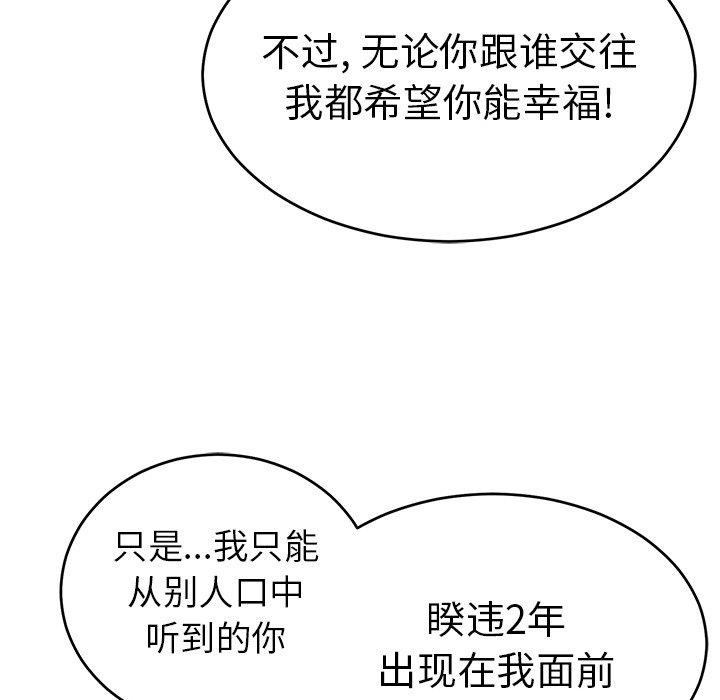 不过, 无论你跟谁交往
我都希望你能幸福!
只是...我只能
从别人口中
听到的你
睽违2年
出现在我面前